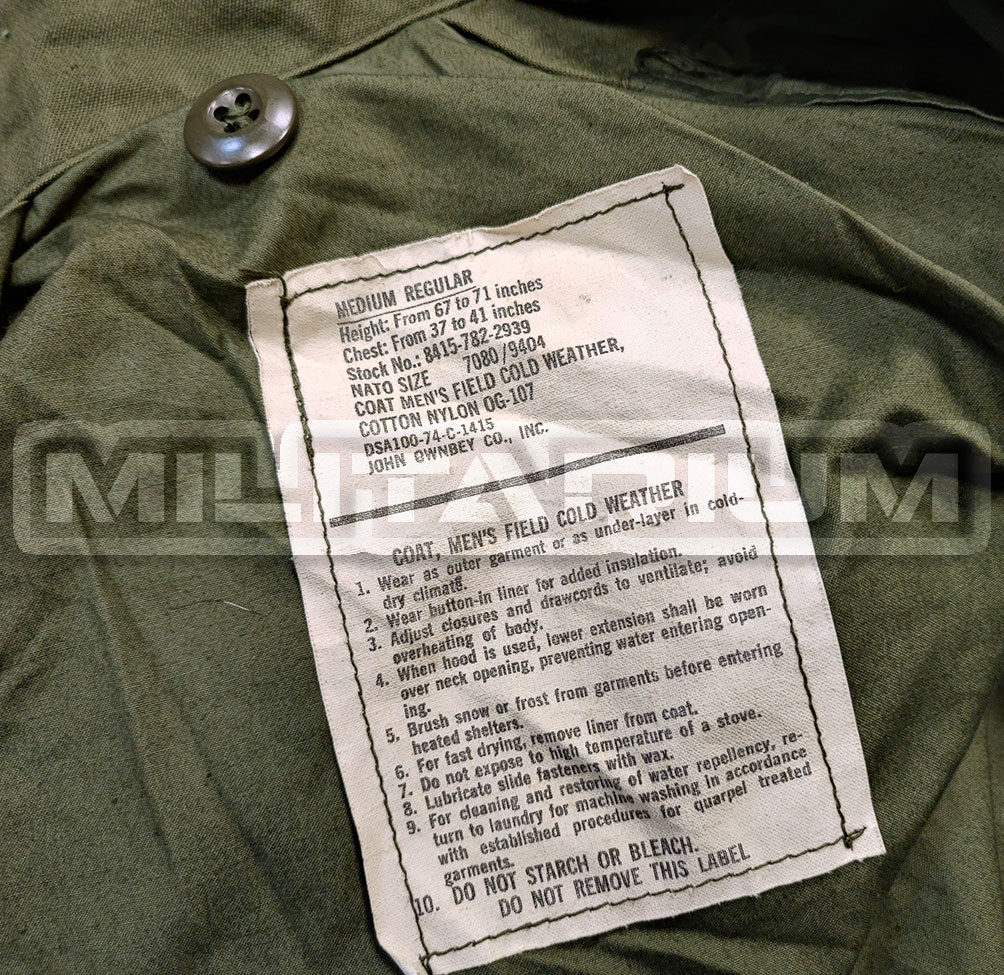 MEDIUM REGULAR
Height: From 67 to 71 inches
Chest: From 37 to 41 inches
Stock No.: 8415-782-2939
NATO SIZE 7080/9404
COAT MEN'S FIELD COLD WEATHER,
COTTON NYLON OG-107
DSA100-74-C-1415
JOHN OWNBEY CO., INC.
MILITARIUM
COAT, MEN'S FIELD COLD WEATHER
1. Wear as outer garment or as under-layer in cold-
dry climate.
2. Wear button-in liner for added insulation.
3. Adjust closures and drawcords to ventilate; avoid
overheating of body.
4. When hood is used, lower extension shall be worn
over neck opening, preventing water entering open-
ing.
5. Brush snow or frost from garments before entering
heated shelters.
6. For fast drying, remove liner from coat.
7. Do not expose to high temperature of a stove.
8. Lubricate slide fasteners with wax.
9. For cleaning and restoring of water repellency, re-
turn to laundry for machine washing in accordance
with established procedures for quarpel treated
garments.
10. DO NOT STARCH OR BLEACH.
DO NOT REMOVE THIS LABEL